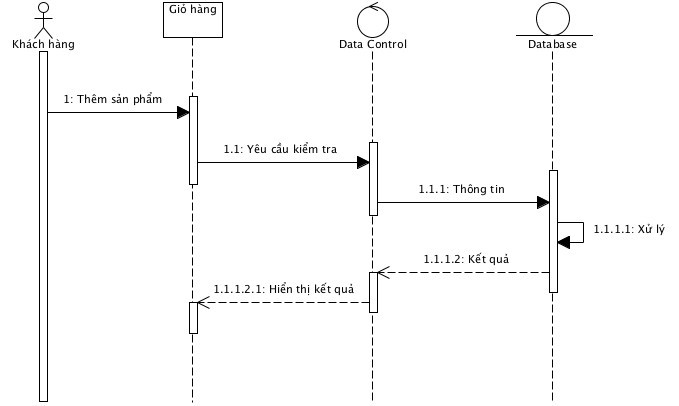 Khách hàng
Giỏ hàng
Data Control
Database
1: Thêm sản phẩm
1.1: Yêu cầu kiểm tra
1.1.1: Thông tin
1.1.1.1: Xử lý
1.1.1.2: Kết quả
1.1.1.2.1: Hiển thị kết quả